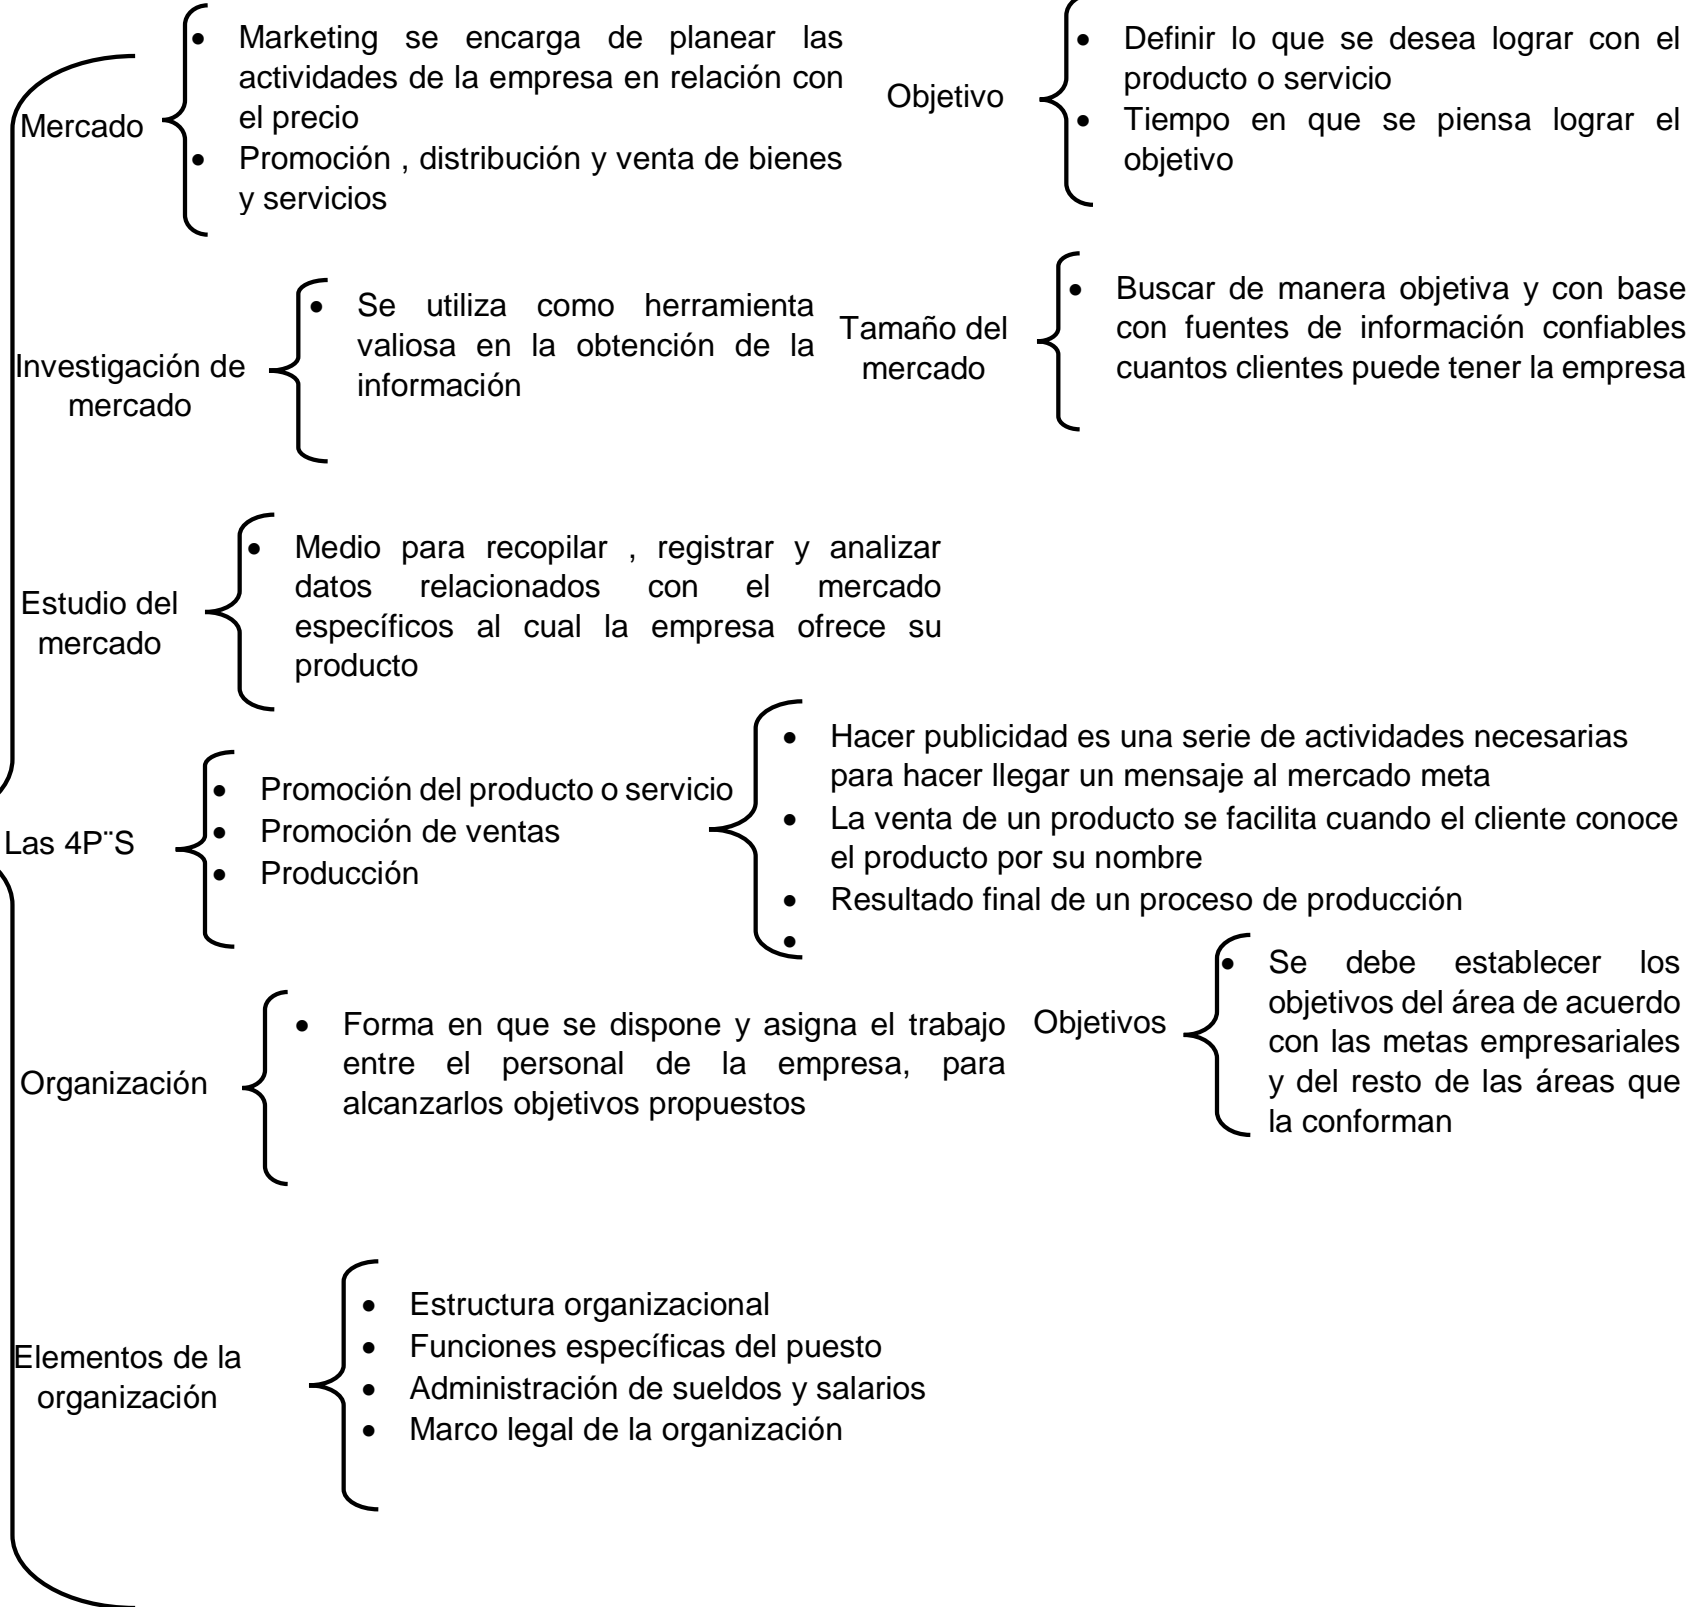 Mercado
• Marketing se encarga de planear las
actividades de la empresa en relación con
el precio
• Promoción , distribución y venta de bienes
y servicios
Objetivo
• Definir lo que se desea lograr con el
producto o servicio
• Tiempo en que se piensa lograr el
objetivo
Investigación de
mercado
• Se utiliza como herramienta
valiosa en la obtención de la
información
Tamaño del
mercado
• Buscar de manera objetiva y con base
con fuentes de información confiables
cuantos clientes puede tener la empresa
Estudio del
mercado
• Medio para recopilar , registrar y analizar
datos relacionados con el mercado
específicos al cual la empresa ofrece su
producto
Las 4P¨S
• Promoción del producto o servicio
• Promoción de ventas
• Producción
• Hacer publicidad es una serie de actividades necesarias
para hacer llegar un mensaje al mercado meta
• La venta de un producto se facilita cuando el cliente conoce
el producto por su nombre
• Resultado final de un proceso de producción
•
Organización
• Forma en que se dispone y asigna el trabajo
entre el personal de la empresa, para
alcanzarlos objetivos propuestos
Objetivos
• Se debe establecer los
objetivos del área de acuerdo
con las metas empresariales
y del resto de las áreas que
la conforman
Elementos de la
organización
• Estructura organizacional
• Funciones específicas del puesto
• Administración de sueldos y salarios
• Marco legal de la organización